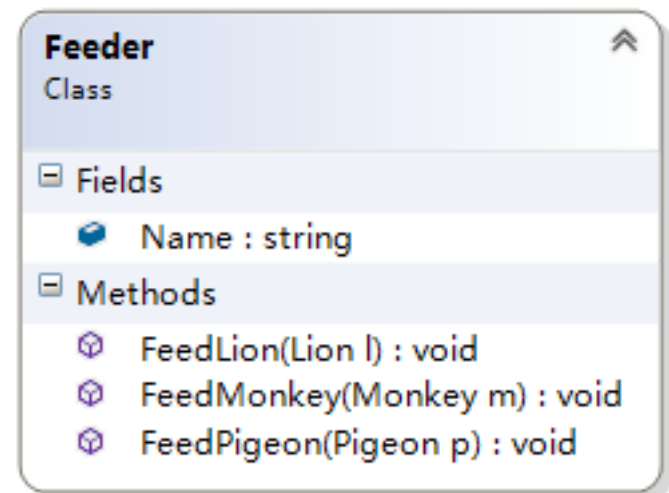 Feeder
Class
Fields
Name : string
Methods
FeedLion(Lion l) : void
FeedMonkey(Monkey m) : void
FeedPigeon(Pigeon p) : void